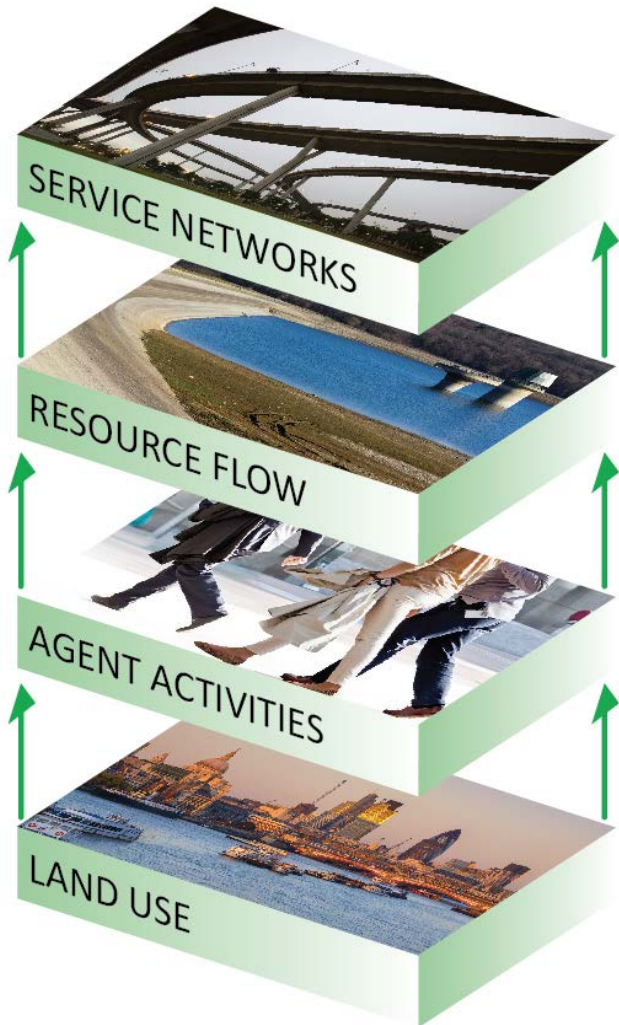 SERVICE NETWORKS
RESOURCE FLOW
AGENT ACTIVITIES
LAND USE